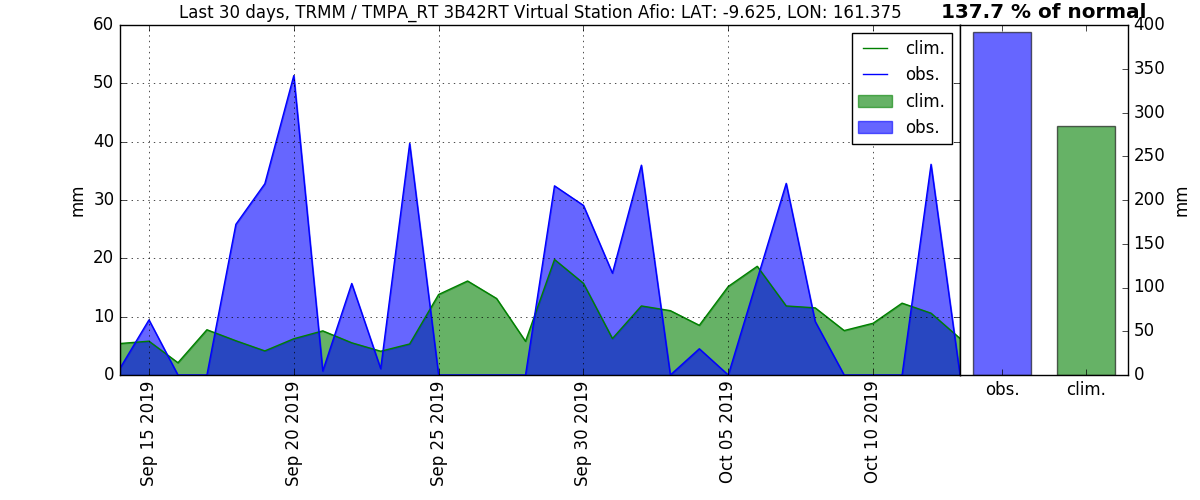 Last 30 days, TRMM / TMPA_RT 3B42RT Virtual Station Afio: LAT: -9.625, LON: 161.375
137.7 % of normal
60
50
40
30
20
10
0
mm
clim.
obs.
clim.
obs.
Sep 15 2019
Sep 20 2019
Sep 25 2019
Sep 30 2019
Oct 05 2019
Oct 10 2019
400
350
300
250
200
150
100
50
0
mm
obs.
clim.